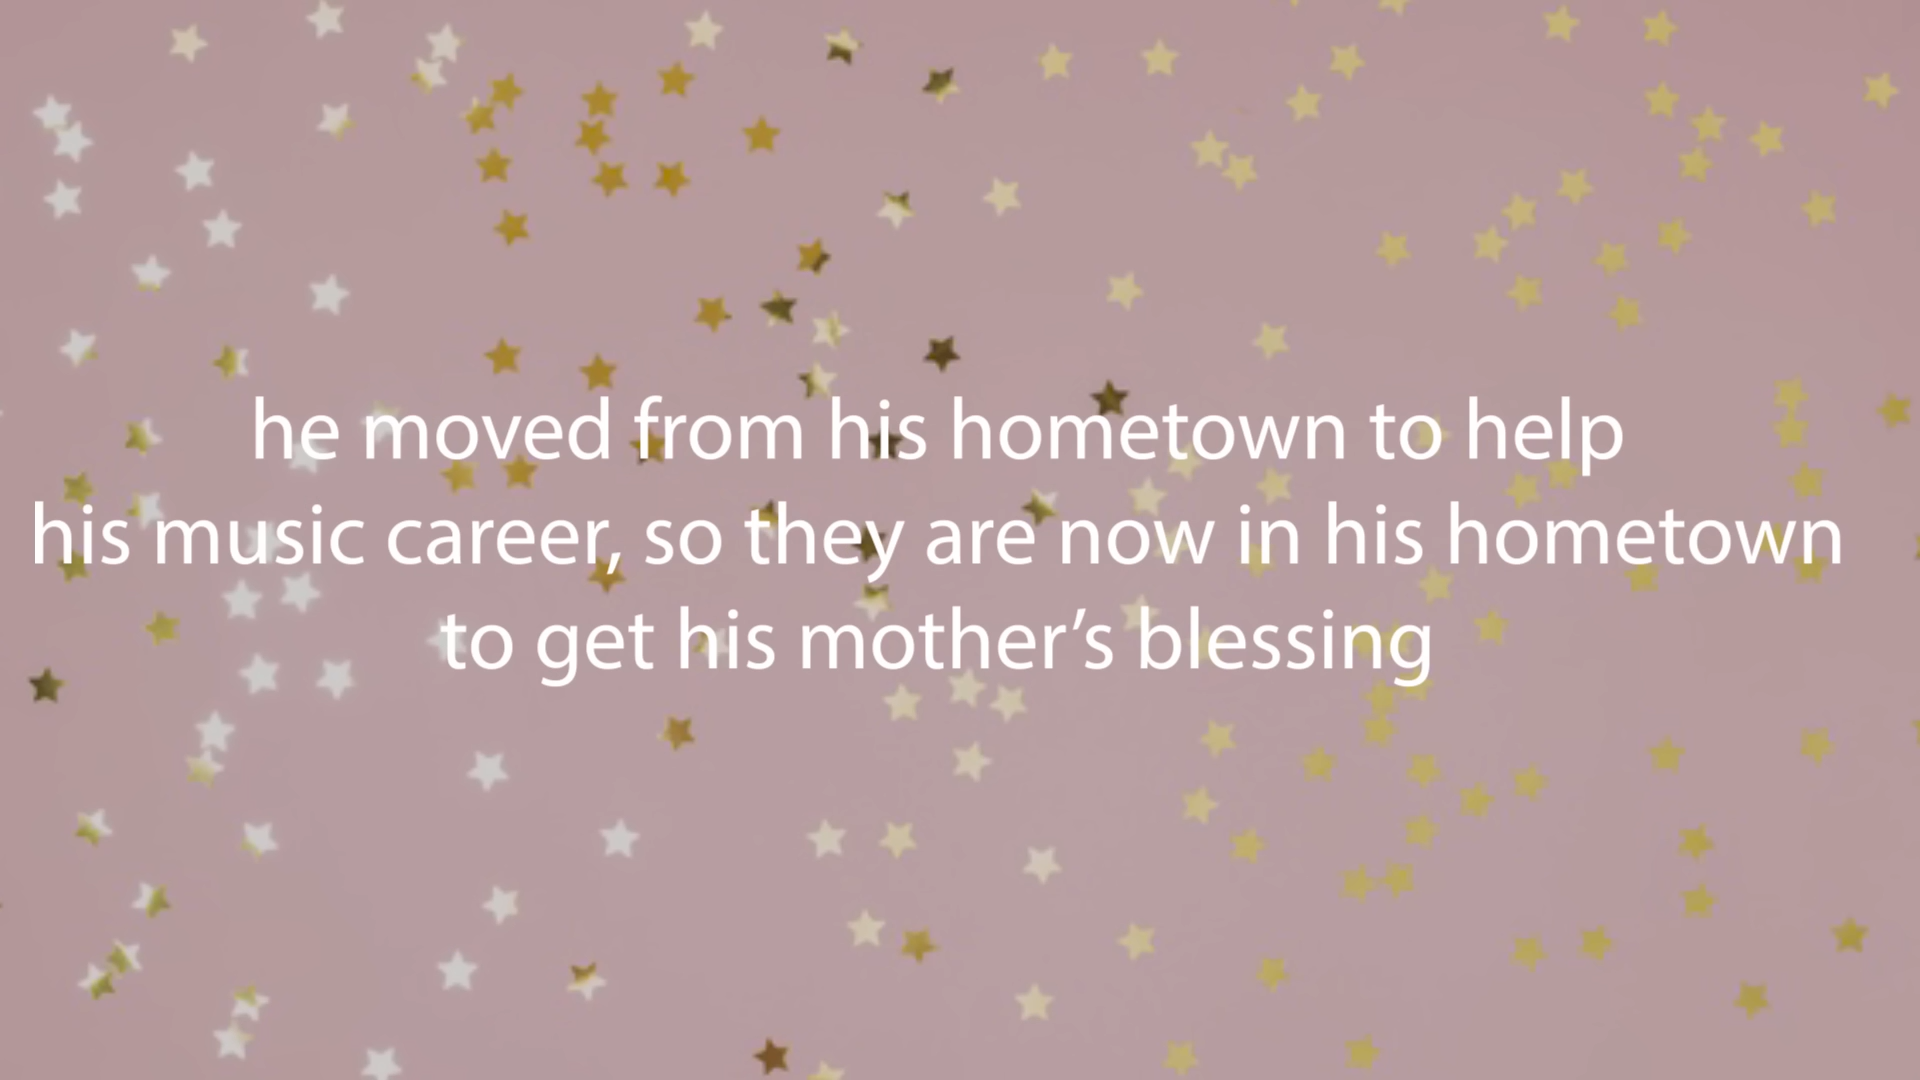 he moved from his hometown to help
his music career, so they are now in his hometown
to get his mother’s blessing